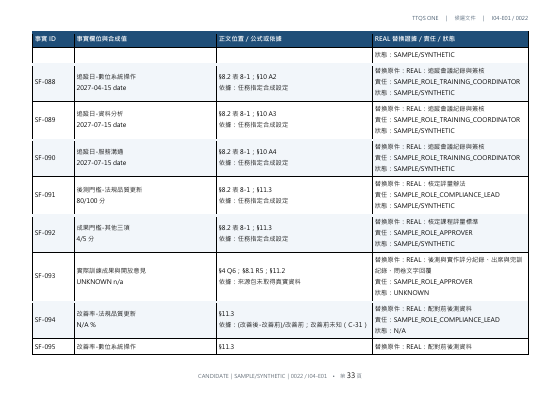 TTQS ONE | 訓練文件 | I04-E01 / 0022
事實 ID 事實欄位與合成值 正文位置 / 公式或依據 REAL 替換證據 / 責任 / 狀態
狀態：SAMPLE/SYNTHETIC
SF-088
追蹤日-數位系統操作
2027-04-15 date
§8.2 表 8-1；§10 A2
依據：任務指定合成設定
替換原件：REAL：追蹤會議紀錄與簽核
責任：SAMPLE_ROLE_TRAINING_COORDINATOR
狀態：SAMPLE/SYNTHETIC
SF-089
追蹤日-資料分析
2027-07-15 date
§8.2 表 8-1；§10 A3
依據：任務指定合成設定
替換原件：REAL：追蹤會議紀錄與簽核
責任：SAMPLE_ROLE_TRAINING_COORDINATOR
狀態：SAMPLE/SYNTHETIC
SF-090
追蹤日-服務溝通
2027-07-15 date
§8.2 表 8-1；§10 A4
依據：任務指定合成設定
替換原件：REAL：追蹤會議紀錄與簽核
責任：SAMPLE_ROLE_TRAINING_COORDINATOR
狀態：SAMPLE/SYNTHETIC
SF-091
後測門檻-法規品質更新
80/100 分
§8.2 表 8-1；§11.3
依據：任務指定合成設定
替換原件：REAL：核定評量辦法
責任：SAMPLE_ROLE_COMPLIANCE_LEAD
狀態：SAMPLE/SYNTHETIC
SF-092
成果門檻-其他三項
4/5 分
§8.2 表 8-1；§11.3
依據：任務指定合成設定
替換原件：REAL：核定課程評量標準
責任：SAMPLE_ROLE_APPROVER
狀態：SAMPLE/SYNTHETIC
SF-093
實際訓練成果與開放意見
UNKNOWN n/a
§4 Q6；§8.1 R5；§11.2
依據：來源包未取得真實資料
替換原件：REAL：後測與實作評分紀錄、出席與完訓
紀錄、問卷文字回覆
責任：SAMPLE_ROLE_APPROVER
狀態：UNKNOWN
SF-094
改善率-法規品質更新
N/A %
§11.3
依據：(改善後-改善前)/改善前；改善前未知（C-31）
替換原件：REAL：配對前後測資料
責任：SAMPLE_ROLE_COMPLIANCE_LEAD
狀態：N/A
SF-095 改善率-數位系統操作 §11.3 替換原件：REAL：配對前後測資料
CANDIDATE | SAMPLE/SYNTHETIC | 0022 / I04-E01 • 第 33 頁